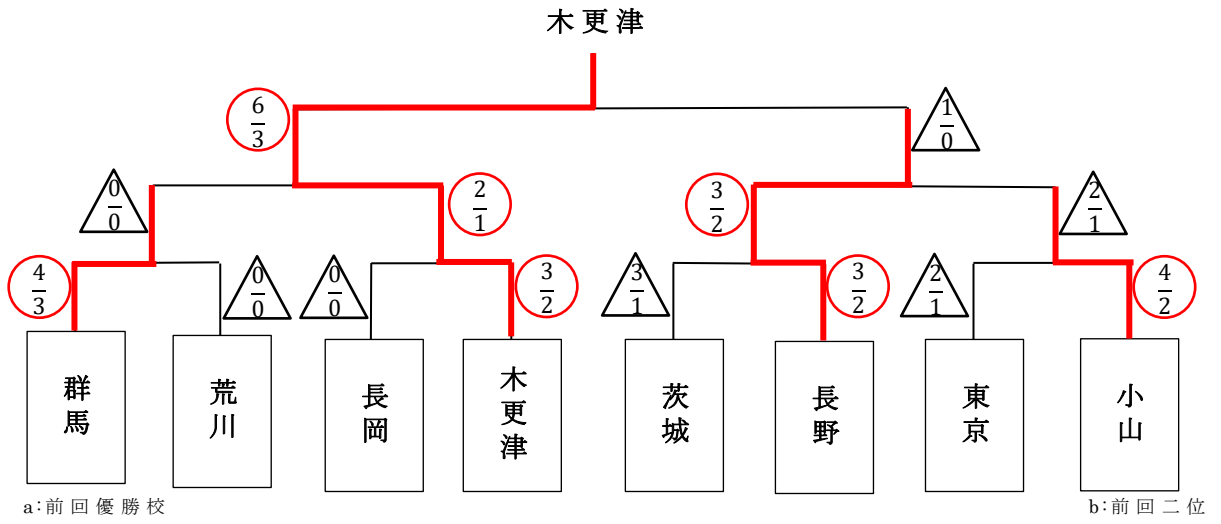 木更津
6/3
1/0
0/0
2/1
3/2
2/1
4/3
0/0
0/0
3/2
3/1
3/2
2/1
4/2
群馬
荒川
長岡
木更津
茨城
長野
東京
小山
a:前回優勝校
b:前回二位